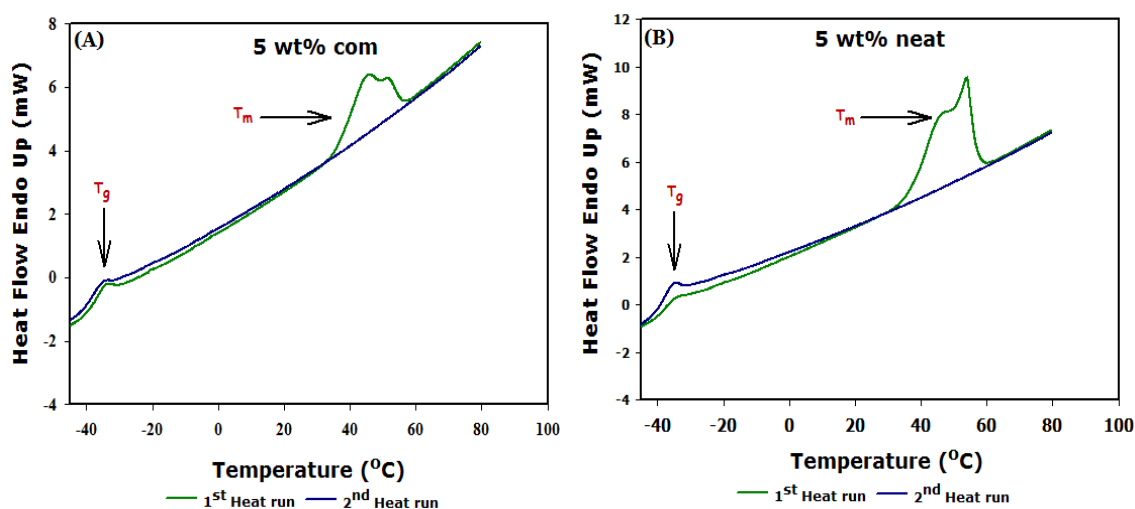 (A)
5 wt% com
Heat Flow Endo Up (mW)
8
6
4
2
0
-2
-4
Tm
Tg
-40 -20 0 20 40 60 80 100
Temperature (⁰C)
1st Heat run 2nd Heat run
(B)
5 wt% neat
Heat Flow Endo Up (mW)
12
10
8
6
4
2
0
-2
-4
Tm
Tg
-40 -20 0 20 40 60 80 100
Temperature (⁰C)
1st Heat run 2nd Heat run